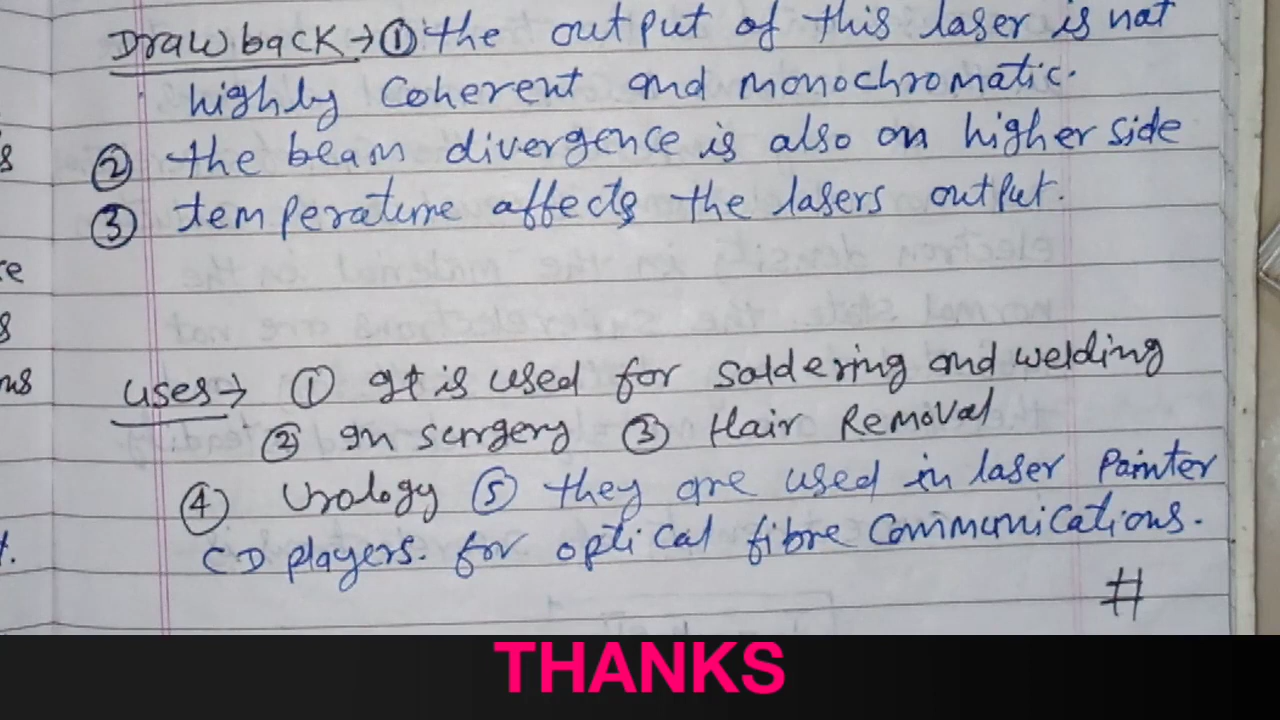 Drawback → ① the output of this laser is not
highly coherent and monochromatic.
② the beam divergence is also on higher side
③ temperature affects the lasers output.
uses → ① It is used for soldering and welding
② In surgery ③ Hair Removal
④ Urology ⑤ they are used in laser Painter
CD players. for optical fibre Communications.
#
THANKS